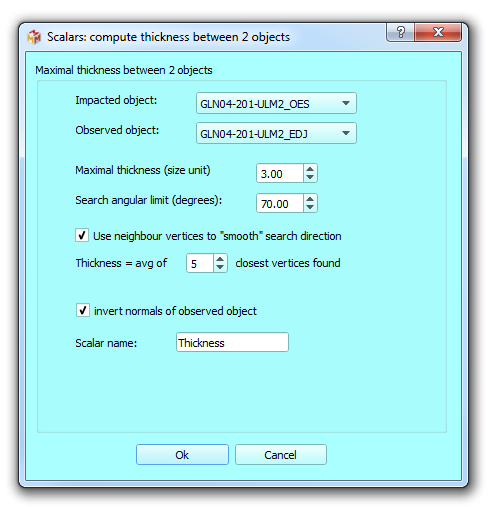 Scalars: compute thickness between 2 objects
Maximal thickness between 2 objects
Impacted object: GLN04-201-ULM2_OES
Observed object: GLN04-201-ULM2_EDJ
Maximal thickness (size unit) 3.00
Search angular limit (degrees): 70.00
Use neighbour vertices to "smooth" search direction
Thickness = avg of 5 closest vertices found
invert normals of observed object
Scalar name: Thickness
Ok Cancel